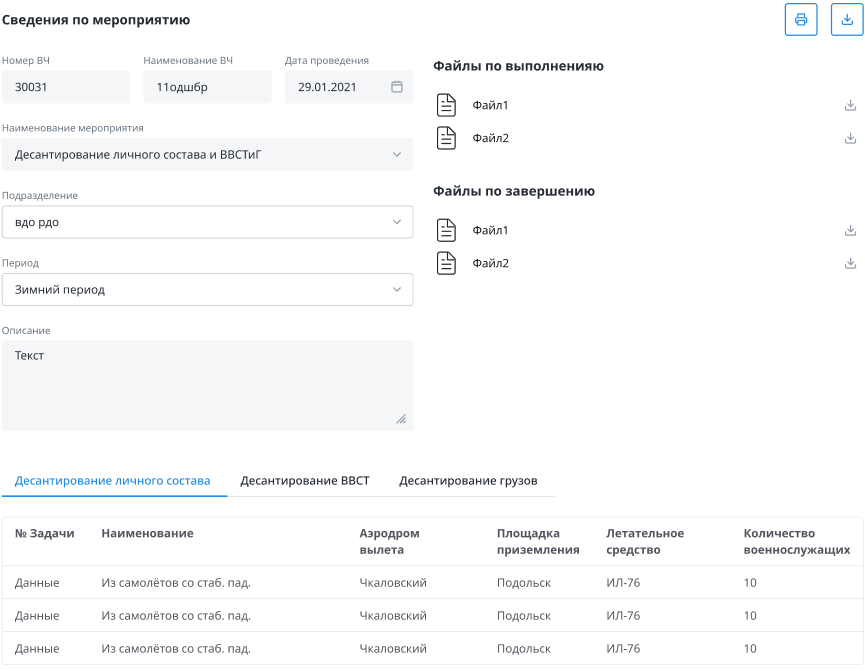 Сведения по мероприятию
Номер ВЧ
Наименование ВЧ
Дата проведения
30031
11одшбр
29.01.2021
Наименование мероприятия
Десантирование личного состава и ВВСТиГ
Подразделение
вдо рдо
Период
Зимний период
Описание
Текст
Файлы по выполненияю
Файл1
Файл2
Файлы по завершению
Файл1
Файл2
Десантирование личного состава Десантирование ВВСТ Десантирование грузов
№ Задачи Наименование Аэродром вылета Площадка приземления Летательное средство Количество военнослужащих
Данные Из самолётов со стаб. пад. Чкаловский Подольск ИЛ-76 10
Данные Из самолётов со стаб. пад. Чкаловский Подольск ИЛ-76 10
Данные Из самолётов со стаб. пад. Чкаловский Подольск ИЛ-76 10